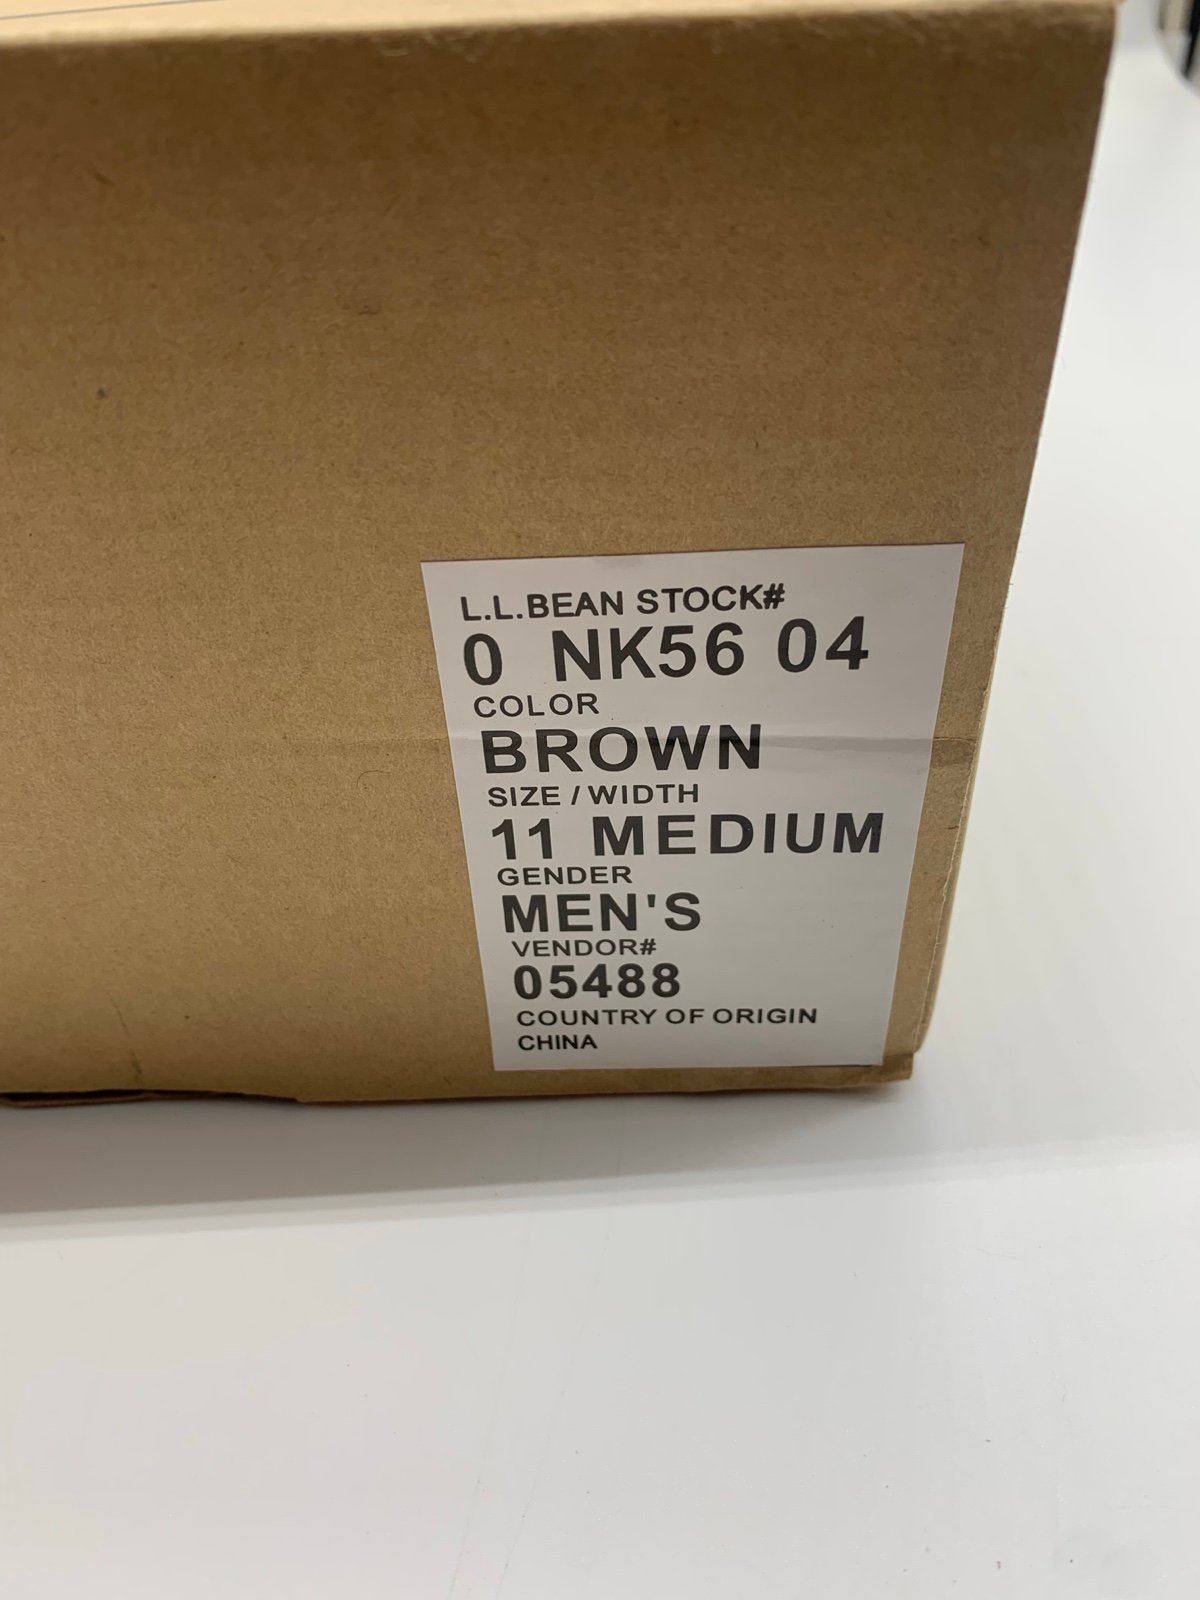 L.L.BEAN STOCK#
0 NK56 04
COLOR
BROWN
SIZE / WIDTH
11 MEDIUM
GENDER
MEN'S
VENDOR#
05488
COUNTRY OF ORIGIN
CHINA